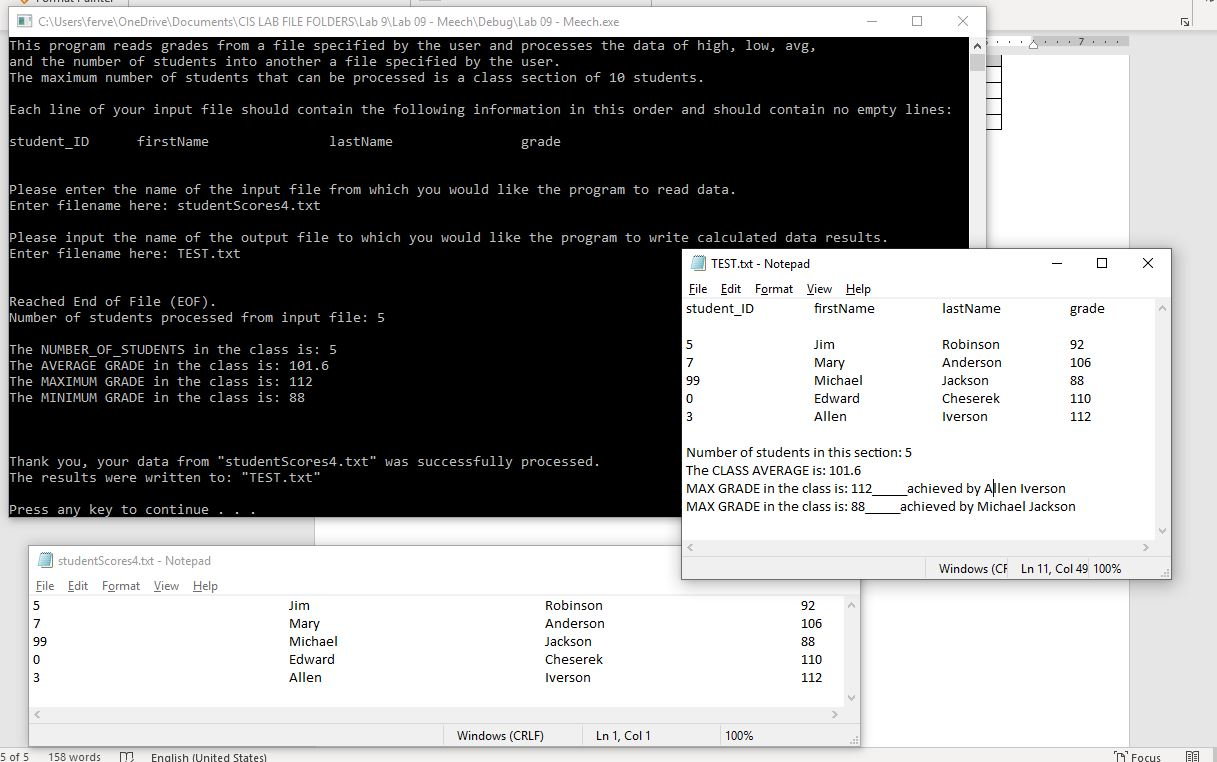 C:\Users\ferve\OneDrive\Documents\CIS LAB FILE FOLDERS\Lab 9\Lab 09 - Meech\Debug\Lab 09 - Meech.exe
This program reads grades from a file specified by the user and processes the data of high, low, avg,
and the number of students into another a file specified by the user.
The maximum number of students that can be processed is a class section of 10 students.
Each line of your input file should contain the following information in this order and should contain no empty lines:
student_ID firstName lastName grade
Please enter the name of the input file from which you would like the program to read data.
Enter filename here: studentScores4.txt
Please input the name of the output file to which you would like the program to write calculated data results.
Enter filename here: TEST.txt
Reached End of File (EOF).
Number of students processed from input file: 5
The NUMBER_OF_STUDENTS in the class is: 5
The AVERAGE GRADE in the class is: 101.6
The MAXIMUM GRADE in the class is: 112
The MINIMUM GRADE in the class is: 88
Thank you, your data from "studentScores4.txt" was successfully processed.
The results were written to: "TEST.txt"
Press any key to continue . . .
7
TEST.txt - Notepad
File Edit Format View Help
student_ID firstName lastName grade
5 Jim Robinson 92
7 Mary Anderson 106
99 Michael Jackson 88
0 Edward Cheserek 110
3 Allen Iverson 112
Number of students in this section: 5
The CLASS AVERAGE is: 101.6
MAX GRADE in the class is: 112_____achieved by Allen Iverson
MAX GRADE in the class is: 88_____achieved by Michael Jackson
Windows (CF Ln 11, Col 49 100%
studentScores4.txt - Notepad
File Edit Format View Help
5 Jim Robinson 92
7 Mary Anderson 106
99 Michael Jackson 88
0 Edward Cheserek 110
3 Allen Iverson 112
Windows (CRLF) Ln 1, Col 1 100%
5 of 5 158 words English (United States) Focus